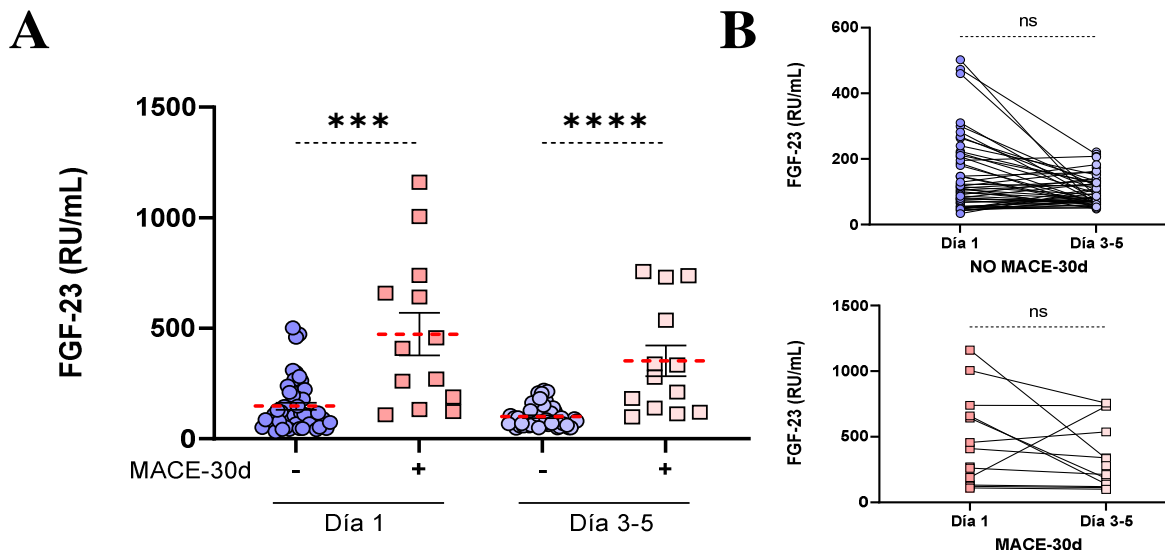 A
FGF-23 (RU/mL)
1500
1000
500
0
***
****
MACE-30d
- + - +
Día 1
Día 3-5
B
FGF-23 (RU/mL)
600
400
200
0
ns
Día 1
Día 3-5
NO MACE-30d
FGF-23 (RU/mL)
1500
1000
500
0
ns
Día 1
Día 3-5
MACE-30d